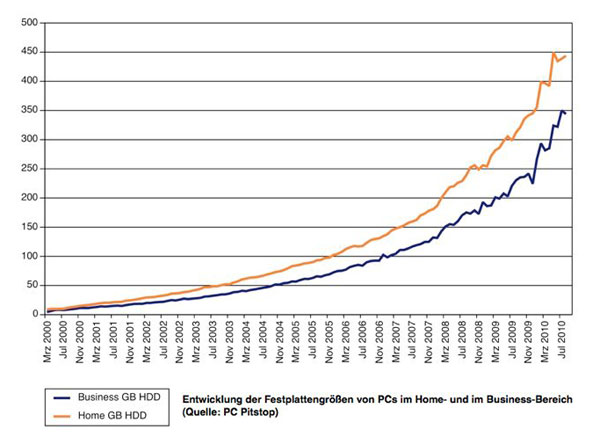 500
450
400
350
300
250
200
150
100
50
0
Mrz 2000
Jul 2000
Nov 2000
Mrz 2001
Jul 2001
Nov 2001
Mrz 2002
Jul 2002
Nov 2002
Mrz 2003
Jul 2003
Nov 2003
Mrz 2004
Jul 2004
Nov 2004
Mrz 2005
Jul 2005
Nov 2005
Mrz 2006
Jul 2006
Nov 2006
Mrz 2007
Jul 2007
Nov 2007
Mrz 2008
Jul 2008
Nov 2008
Mrz 2009
Jul 2009
Nov 2009
Mrz 2010
Jul 2010
Business GB HDD
Home GB HDD
Entwicklung der Festplattengrößen von PCs im Home- und im Business-Bereich
(Quelle: PC Pitstop)